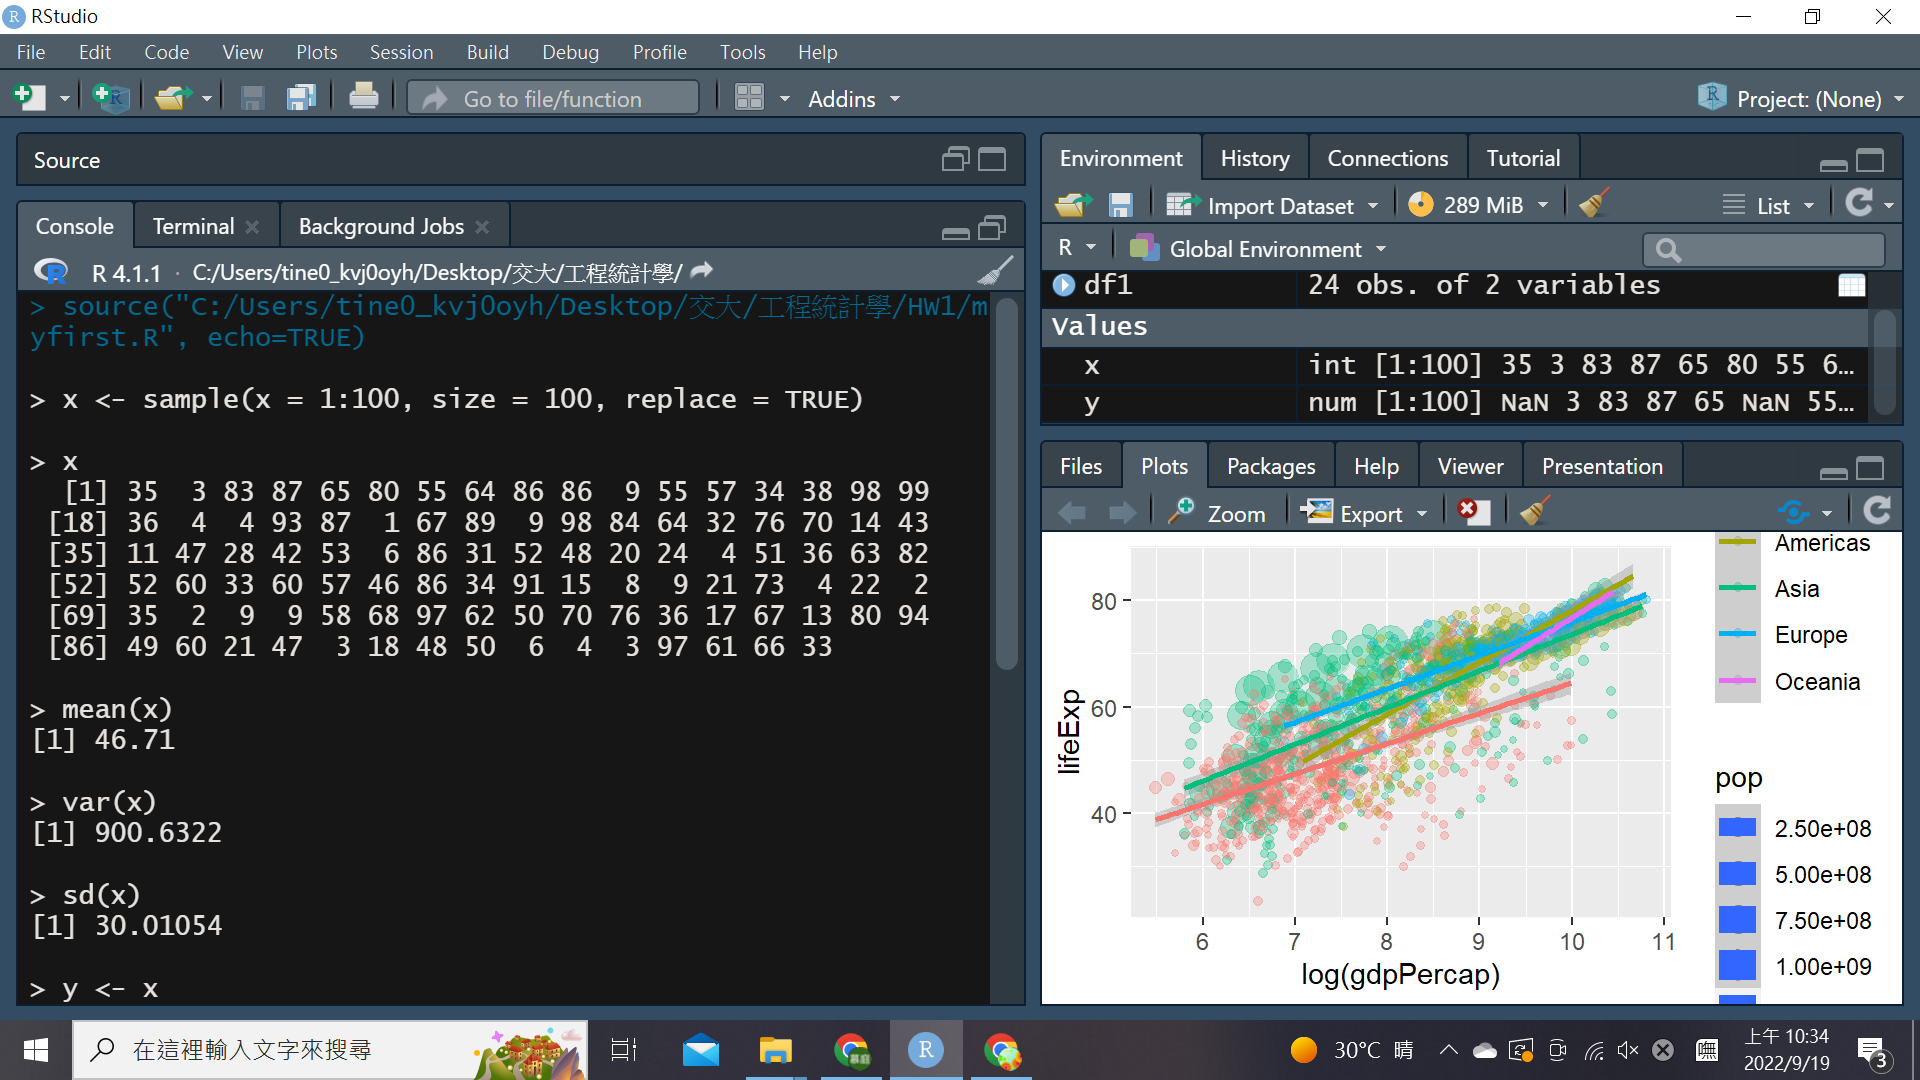 RStudio
File Edit Code View Plots Session Build Debug Profile Tools Help
Go to file/function Addins Project: (None)
Source
Console Terminal Background Jobs
R 4.1.1 · C:/Users/tine0_kvj0oyh/Desktop/交大/工程統計學/
> source("C:/Users/tine0_kvj0oyh/Desktop/交大/工程統計學/HW1/m
yfirst.R", echo=TRUE)
> x <- sample(x = 1:100, size = 100, replace = TRUE)
> x
[1] 35 3 83 87 65 80 55 64 86 86 9 55 57 34 38 98 99
[18] 36 4 4 93 87 1 67 89 9 98 84 64 32 76 70 14 43
[35] 11 47 28 42 53 6 86 31 52 48 20 24 4 51 36 63 82
[52] 52 60 33 60 57 46 86 34 91 15 8 9 21 73 4 22 2
[69] 35 2 9 9 58 68 97 62 50 70 76 36 17 67 13 80 94
[86] 49 60 21 47 3 18 48 50 6 4 3 97 61 66 33
> mean(x)
[1] 46.71
> var(x)
[1] 900.6322
> sd(x)
[1] 30.01054
> y <- x
Environment History Connections Tutorial
Import Dataset 289 MiB List
R Global Environment
df1 24 obs. of 2 variables
Values
x int [1:100] 35 3 83 87 65 80 55 6…
y num [1:100] NaN 3 83 87 65 NaN 55…
Files Plots Packages Help Viewer Presentation
Zoom Export
80
60
40
lifeExp
6 7 8 9 10 11
log(gdpPercap)
Americas
Asia
Europe
Oceania
pop
2.50e+08
5.00e+08
7.50e+08
1.00e+09
在這裡輸入文字來搜尋
30°C 晴
上午 10:34
2022/9/19
3